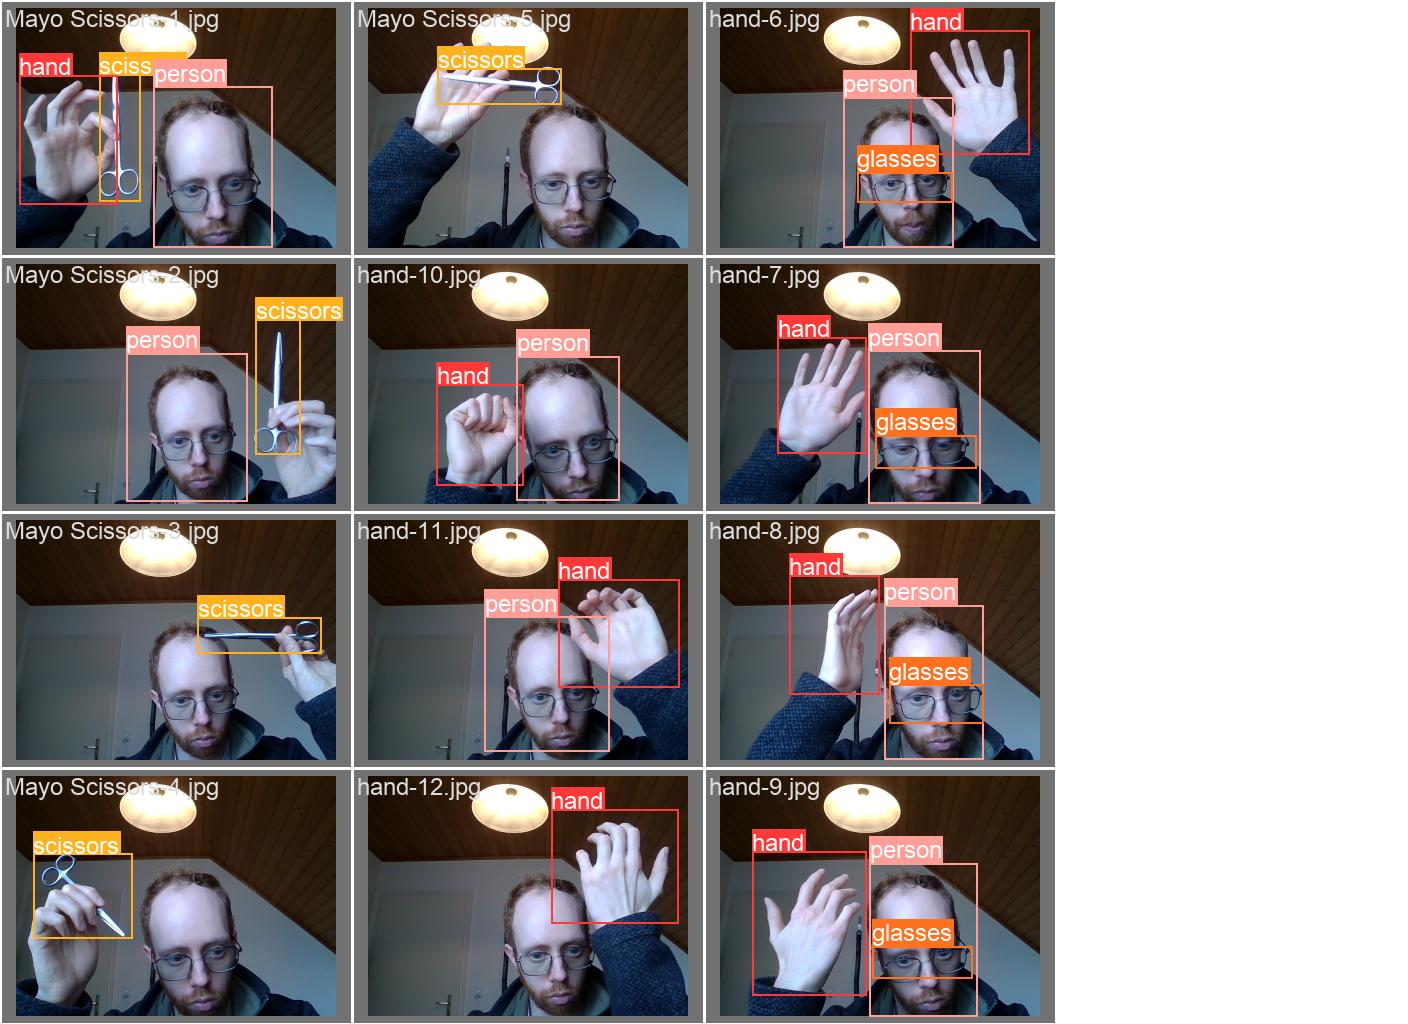 Mayo Scissors-1.jpg
hand
sciss
person
Mayo Scissors-5.jpg
scissors
hand-6.jpg
hand
person
glasses
Mayo Scissors-2.jpg
person
scissors
hand-10.jpg
hand
person
hand-7.jpg
hand
person
glasses
Mayo Scissors-3.jpg
scissors
hand-11.jpg
hand
person
hand-8.jpg
hand
person
glasses
Mayo Scissors-4.jpg
scissors
hand-12.jpg
hand
hand-9.jpg
hand
person
glasses